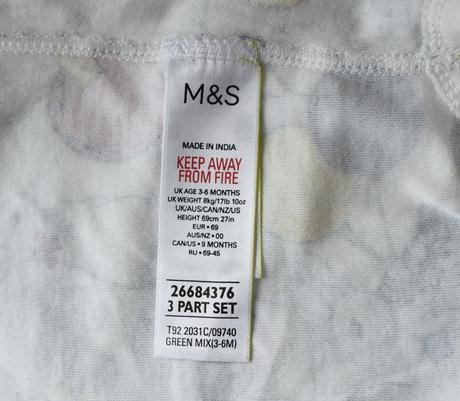 M&S
MADE IN INDIA
KEEP AWAY
FROM FIRE
UK AGE 3-6 MONTHS
UK WEIGHT 8kg/17lb 10oz
UK/AUS/CAN/NZ/US
HEIGHT 69cm 27in
EUR • 69
AUS/NZ • 00
CAN/US • 9 MONTHS
RU • 69-45
26684376
3 PART SET
T92 2031C/09740
GREEN MIX(3-6M)